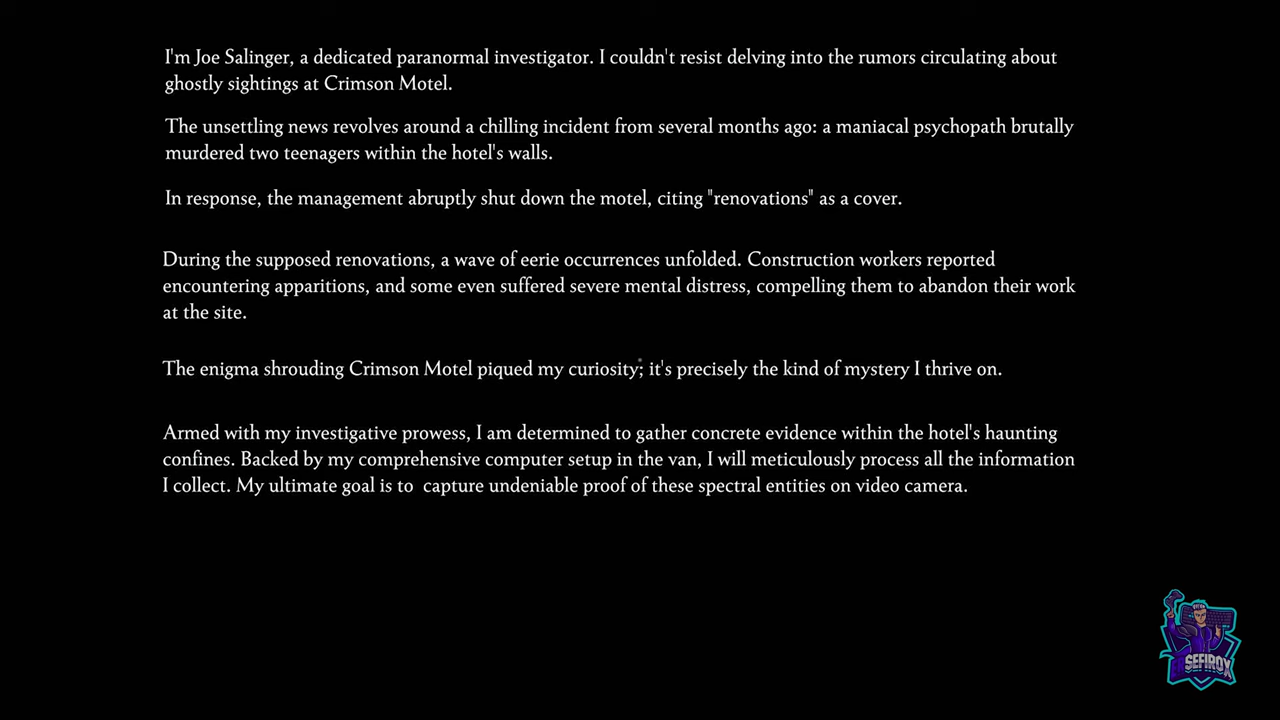 I'm Joe Salinger, a dedicated paranormal investigator. I couldn't resist delving into the rumors circulating about
ghostly sightings at Crimson Motel.
The unsettling news revolves around a chilling incident from several months ago: a maniacal psychopath brutally
murdered two teenagers within the hotel's walls.
In response, the management abruptly shut down the motel, citing "renovations" as a cover.
During the supposed renovations, a wave of eerie occurrences unfolded. Construction workers reported
encountering apparitions, and some even suffered severe mental distress, compelling them to abandon their work
at the site.
The enigma shrouding Crimson Motel piqued my curiosity; it's precisely the kind of mystery I thrive on.
Armed with my investigative prowess, I am determined to gather concrete evidence within the hotel's haunting
confines. Backed by my comprehensive computer setup in the van, I will meticulously process all the information
I collect. My ultimate goal is to  capture undeniable proof of these spectral entities on video camera.
SEFIROX